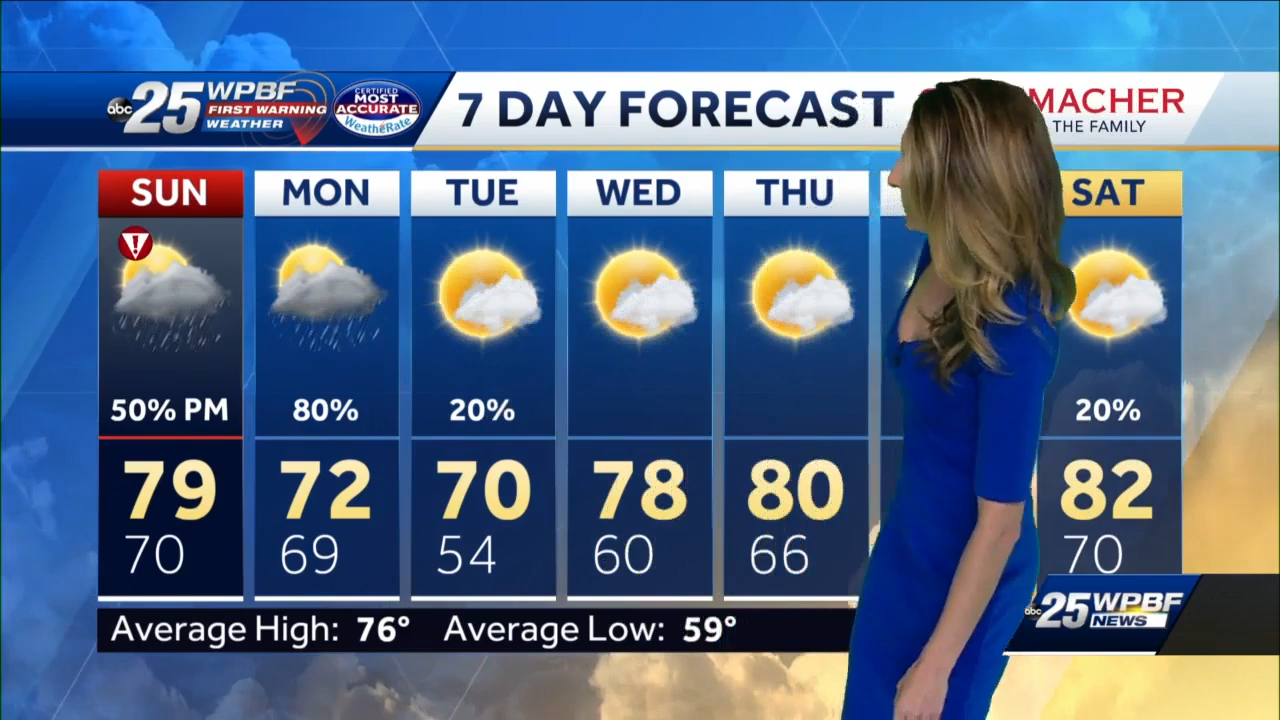 abc 25 WPBF
FIRST WARNING
WEATHER
CERTIFIED
MOST
ACCURATE
WeatheRate
7 DAY FORECAST
MACHER
THE FAMILY
SUN MON TUE WED THU SAT
50% PM 80% 20% 20%
79 72 70 78 80 82
70 69 54 60 66 70
Average High: 76° Average Low: 59°
abc 25 WPBF
NEWS